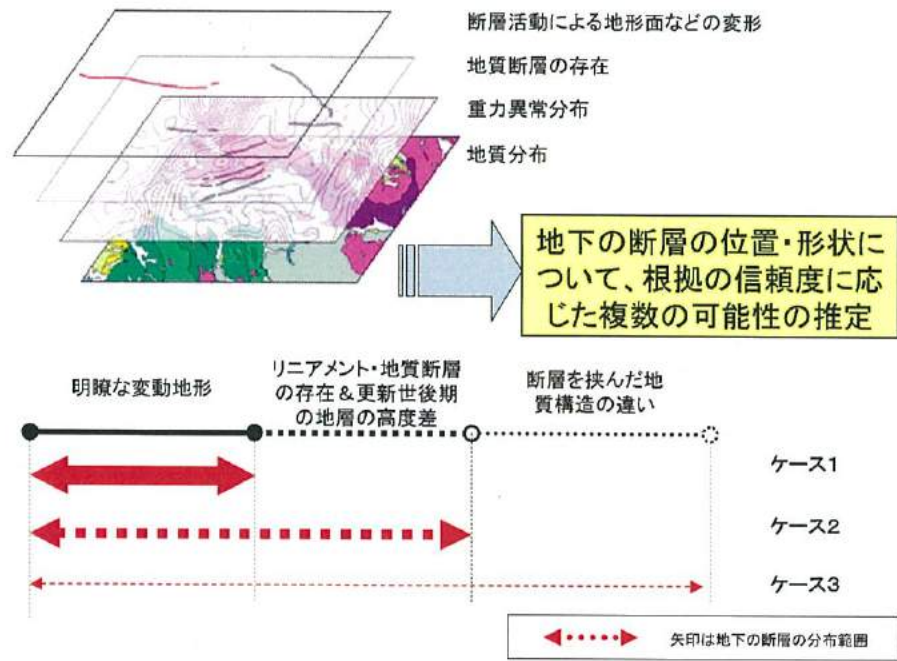 断層活動による地形面などの変形
地質断層の存在
重力異常分布
地質分布
地下の断層の位置・形状に
ついて、根拠の信頼度に応
じた複数の可能性の推定
明瞭な変動地形
リニアメント・地質断層
の存在＆更新世後期
の地層の高度差
断層を挟んだ地
質構造の違い
ケース1
ケース2
ケース3
矢印は地下の断層の分布範囲